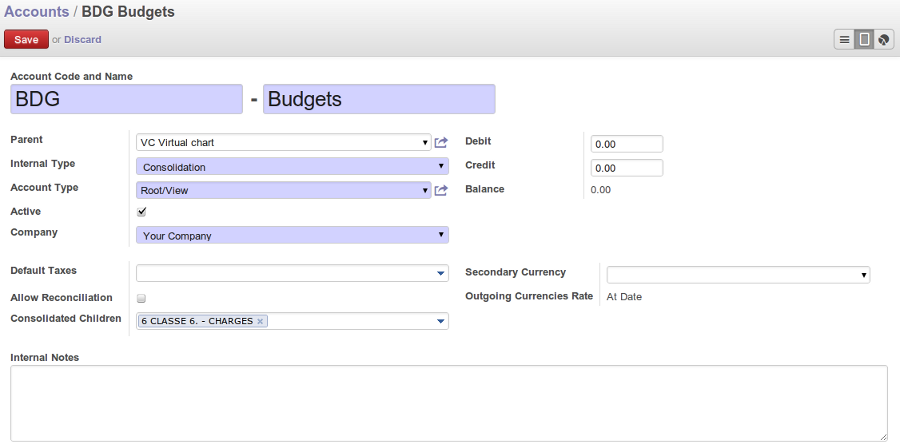 Accounts / BDG Budgets
Save or Discard
Account Code and Name
BDG - Budgets
Parent VC Virtual chart
Internal Type Consolidation
Account Type Root/View
Active
Company Your Company
Debit 0.00
Credit 0.00
Balance 0.00
Default Taxes
Allow Reconciliation
Consolidated Children 6 CLASSE 6. - CHARGES ×
Secondary Currency
Outgoing Currencies Rate At Date
Internal Notes